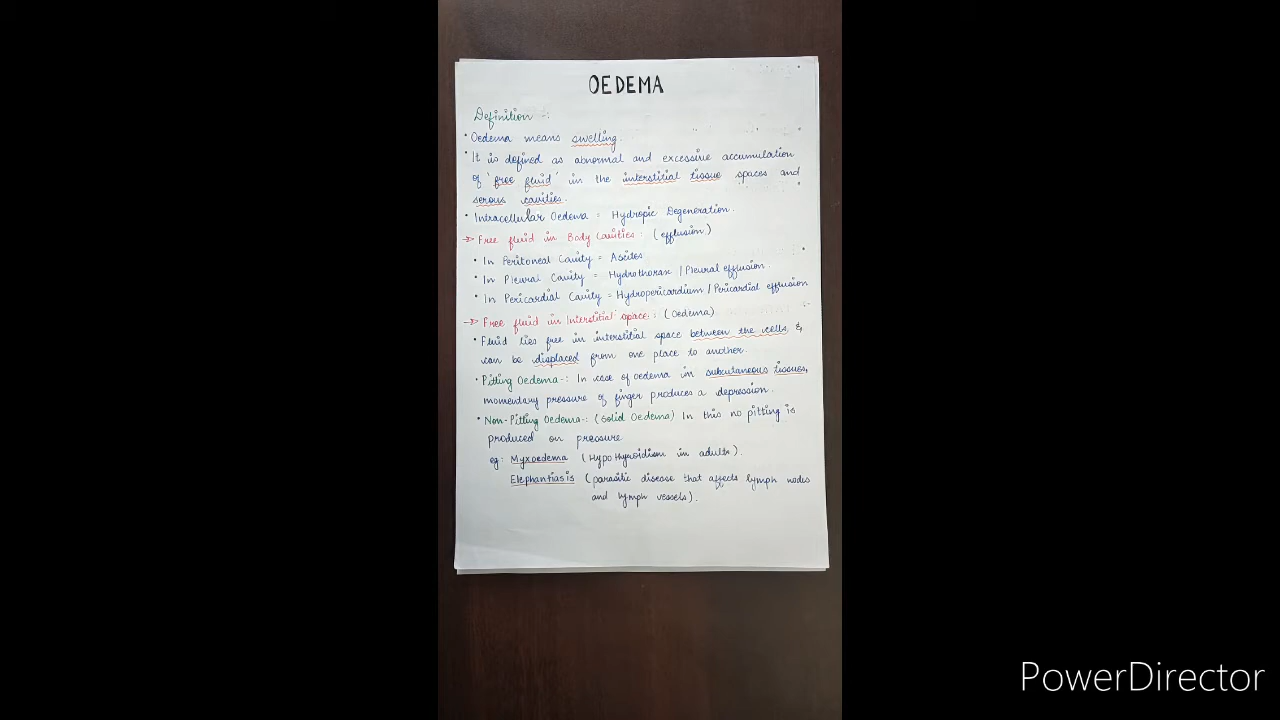 OEDEMA
Definition -:
• Oedema means swelling.
• It is defined as abnormal and excessive accumulation
of 'free fluid' in the interstitial tissue spaces and
serous cavities.
• Intracellular Oedema = Hydropic Degeneration.
→ Free fluid in Body Cavities : (effusion)
• In Peritoneal Cavity = Ascites
• In Pleural Cavity = Hydrothorax / Pleural effusion.
• In Pericardial Cavity = Hydropericardium / Pericardial effusion
→ Free fluid in Interstitial space : (Oedema)
• Fluid lies free in interstitial space between the cells, &
can be displaced from one place to another.
• Pitting Oedema -: In case of oedema in subcutaneous tissues,
momentary pressure of finger produces a depression.
• Non-Pitting Oedema -: (Solid Oedema) In this no pitting is
produced on pressure
eg: Myxoedema (Hypothyroidism in adults).
Elephantiasis (parasitic disease that affects lymph nodes
and lymph vessels).
PowerDirector